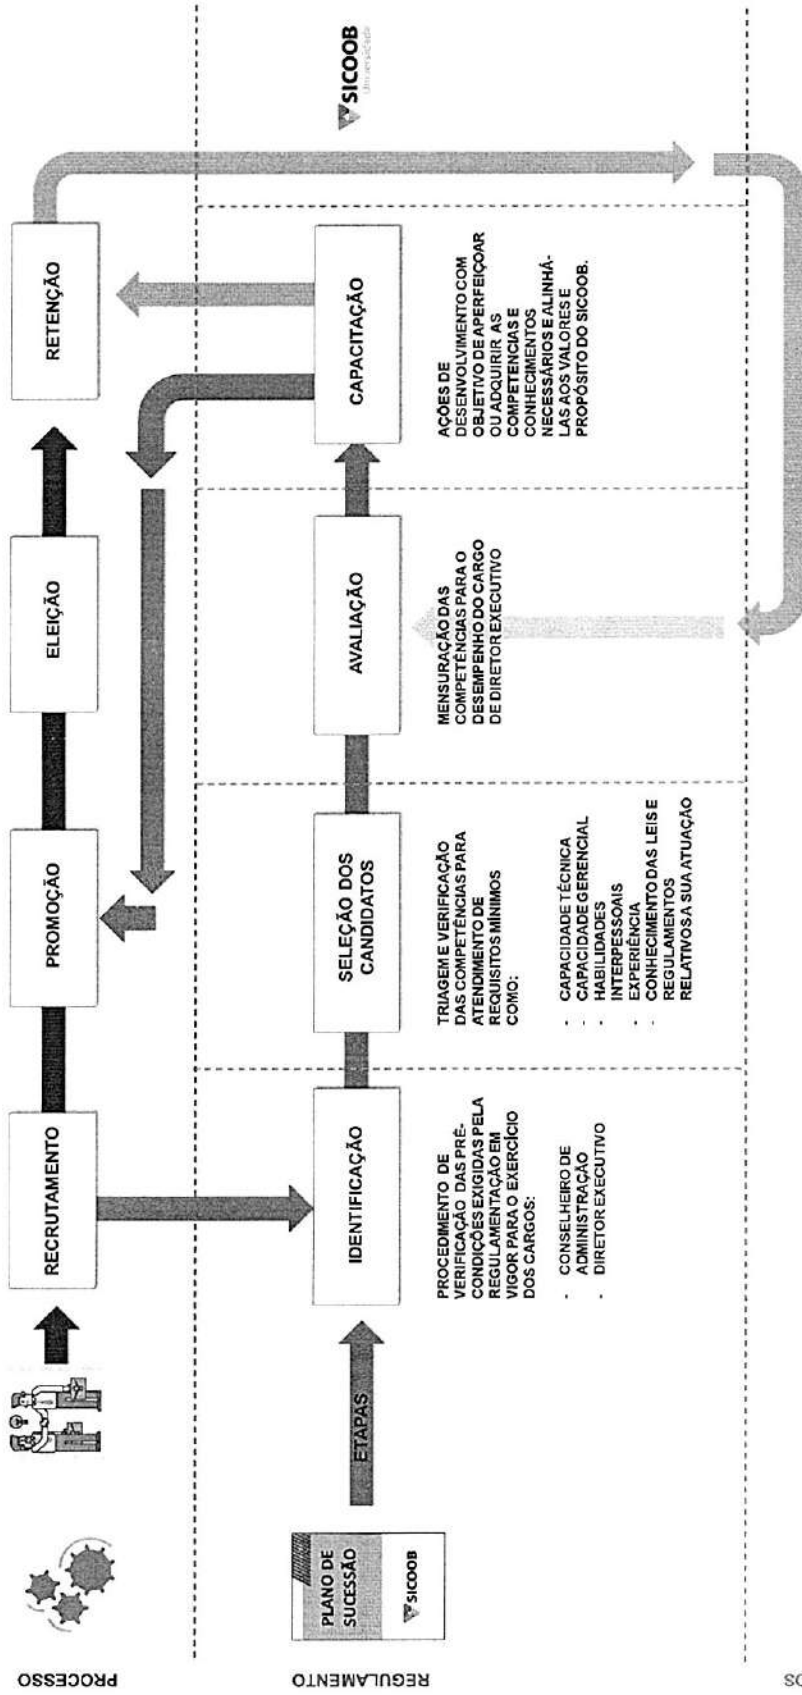 PROCESSO
RECRUTAMENTO
PROMOÇÃO
ELEIÇÃO
RETENÇÃO
REGULAMENTO
PLANO DE
SUCESSÃO
SICOOB
ETAPAS
IDENTIFICAÇÃO
PROCEDIMENTO DE
VERIFICAÇÃO DAS PRÉ-
CONDIÇÕES EXIGIDAS PELA
REGULAMENTAÇÃO EM
VIGOR PARA O EXERCÍCIO
DOS CARGOS:
- CONSELHEIRO DE
ADMINISTRAÇÃO
- DIRETOR EXECUTIVO
SELEÇÃO DOS
CANDIDATOS
TRIAGEM E VERIFICAÇÃO
DAS COMPETÊNCIAS PARA
ATENDIMENTO DE
REQUISITOS MÍNIMOS
COMO:
- CAPACIDADE TÉCNICA
- CAPACIDADE GERENCIAL
- HABILIDADES
INTERPESSOAIS
- EXPERIÊNCIA
- CONHECIMENTO DAS LEIS E
REGULAMENTOS
RELATIVOS A SUA ATUAÇÃO
AVALIAÇÃO
MENSURAÇÃO DAS
COMPETÊNCIAS PARA O
DESEMPENHO DO CARGO
DE DIRETOR EXECUTIVO
CAPACITAÇÃO
AÇÕES DE
DESENVOLVIMENTO COM
OBJETIVO DE APERFEIÇOAR
OU ADQUIRIR AS
COMPETENCIAS E
CONHECIMENTOS
NECESSÁRIOS E ALINHÁ-
LAS AOS VALORES E
PROPÓSITO DO SICOOB.
SICOOB
Universidade
OS